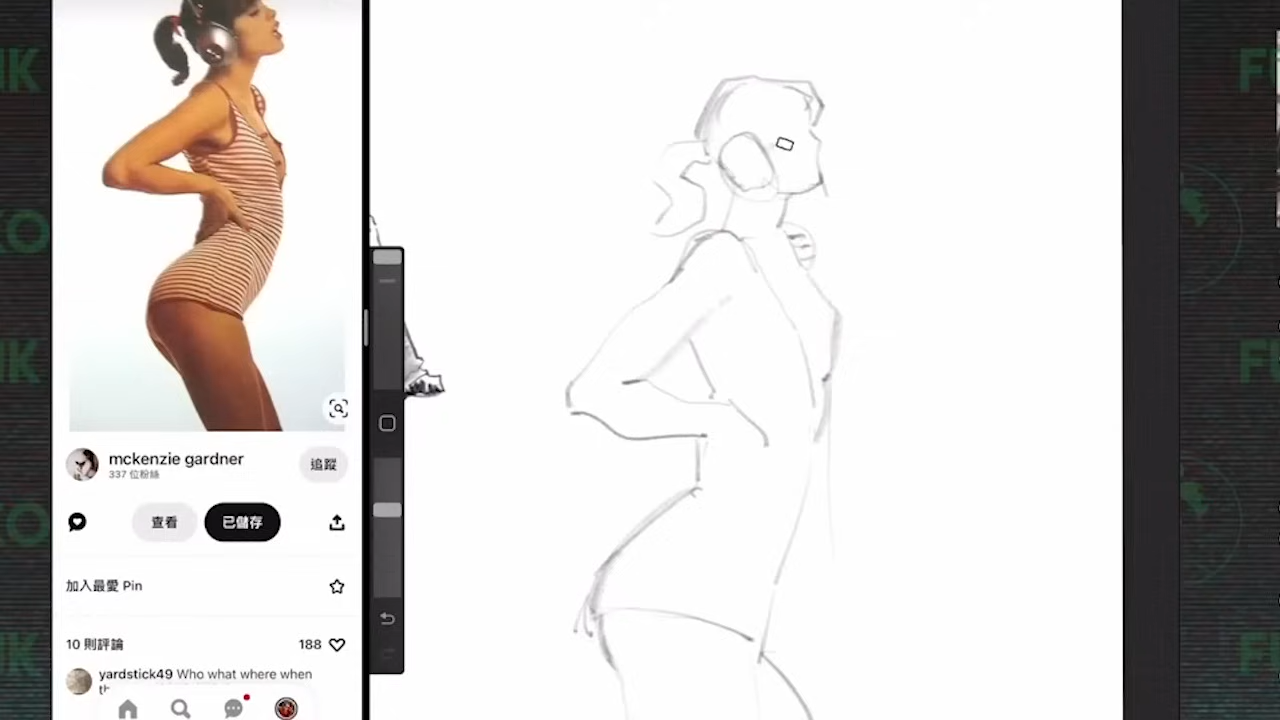 mckenzie gardner
追蹤
337 位粉絲
查看
已儲存
加入最愛 Pin
10 則評論
188
yardstick49 Who what where when